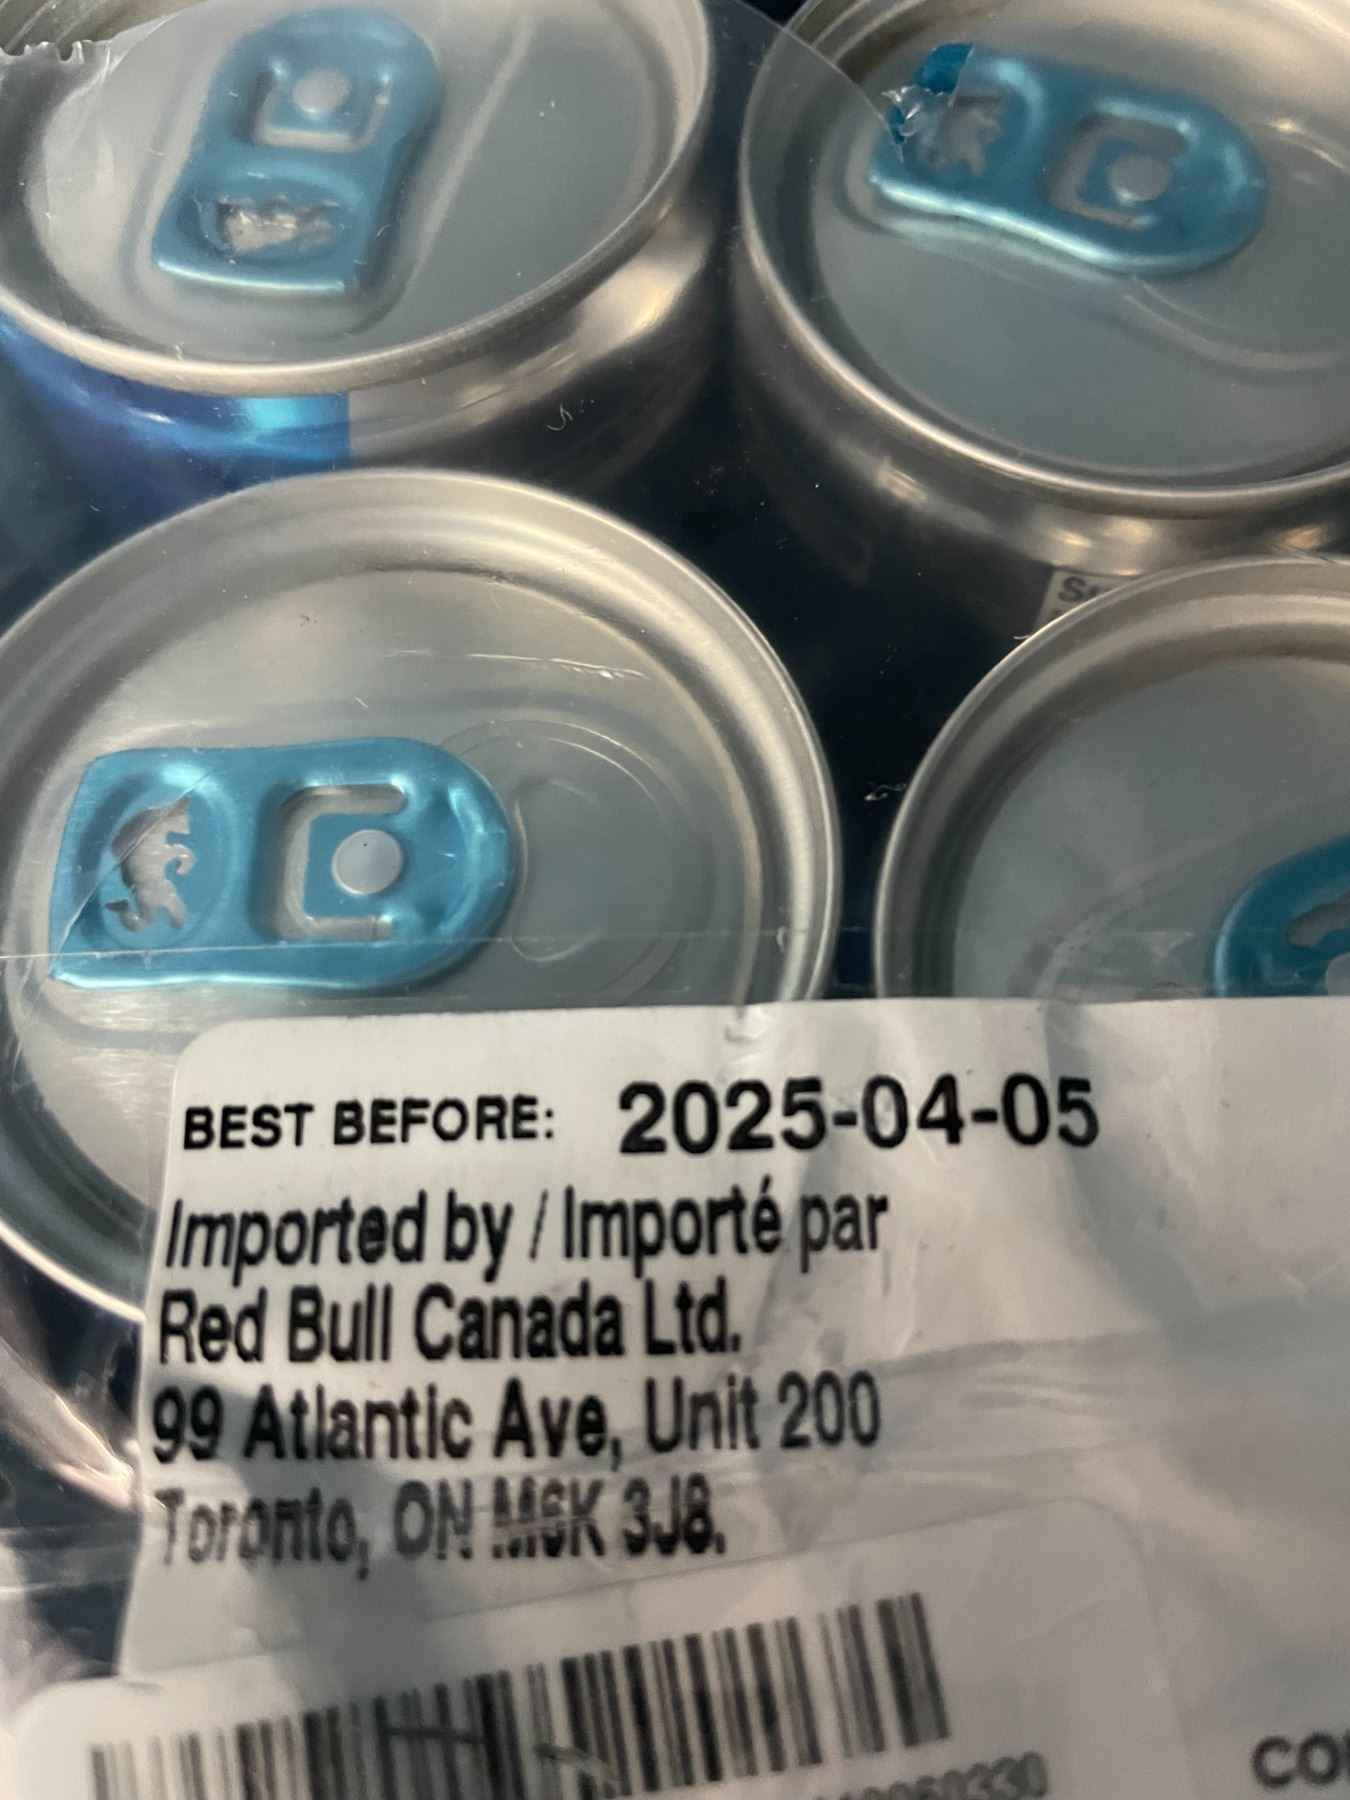 BEST BEFORE: 2025-04-05
Imported by / Importé par
Red Bull Canada Ltd.
99 Atlantic Ave, Unit 200
Toronto, ON M6K 3J8.